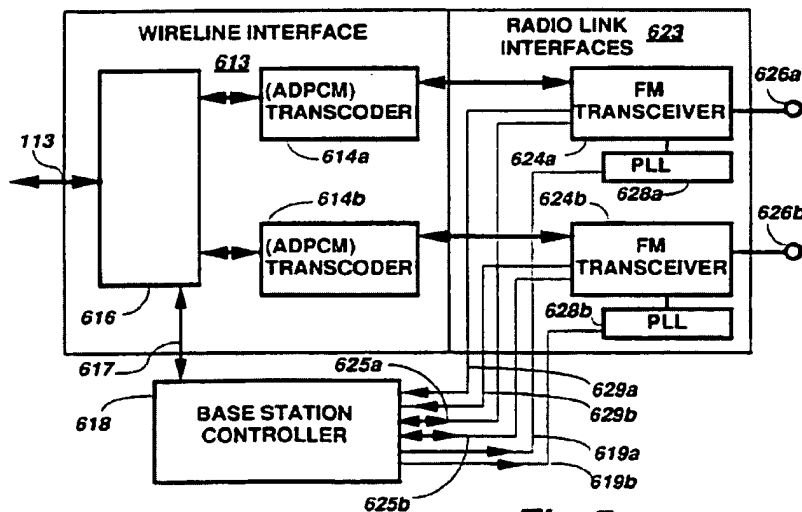 WIRELINE INTERFACE
RADIO LINK
INTERFACES 623
613
626a
(ADPCM)
TRANSCODER
FM
TRANSCEIVER
113
614a
624a
PLL
628a
614b
624b
626b
(ADPCM)
TRANSCODER
FM
TRANSCEIVER
616
628b
PLL
617
625a
618
629a
BASE STATION
CONTROLLER
629b
619a
619b
625b